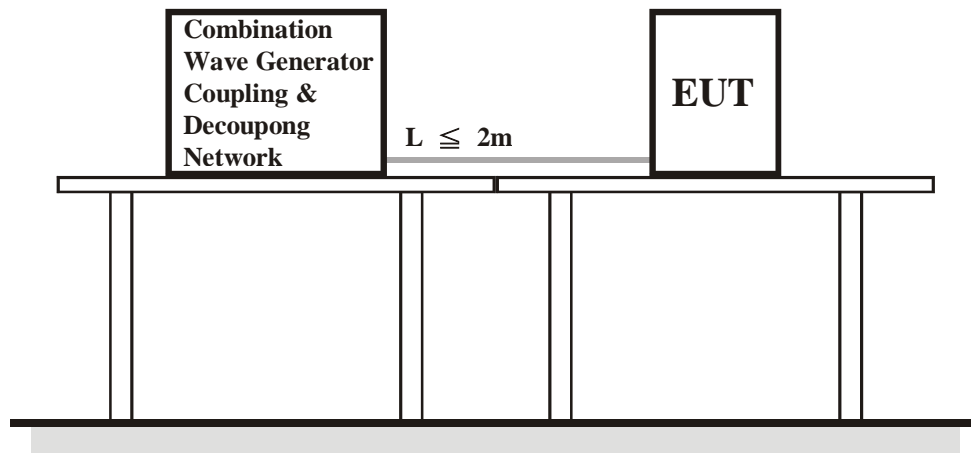 Combination
Wave Generator
Coupling &
Decoupong
Network
L ≦ 2m
EUT